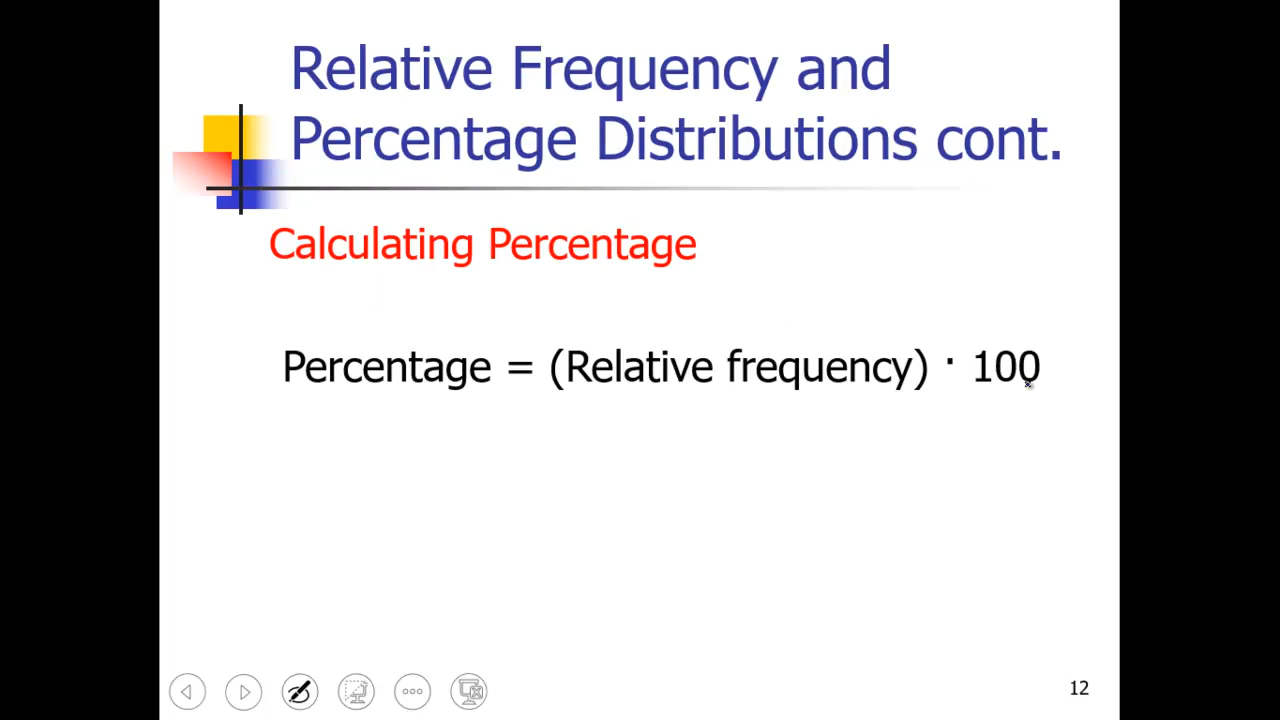 Relative Frequency and
Percentage Distributions cont.
Calculating Percentage
Percentage = (Relative frequency) · 100
12